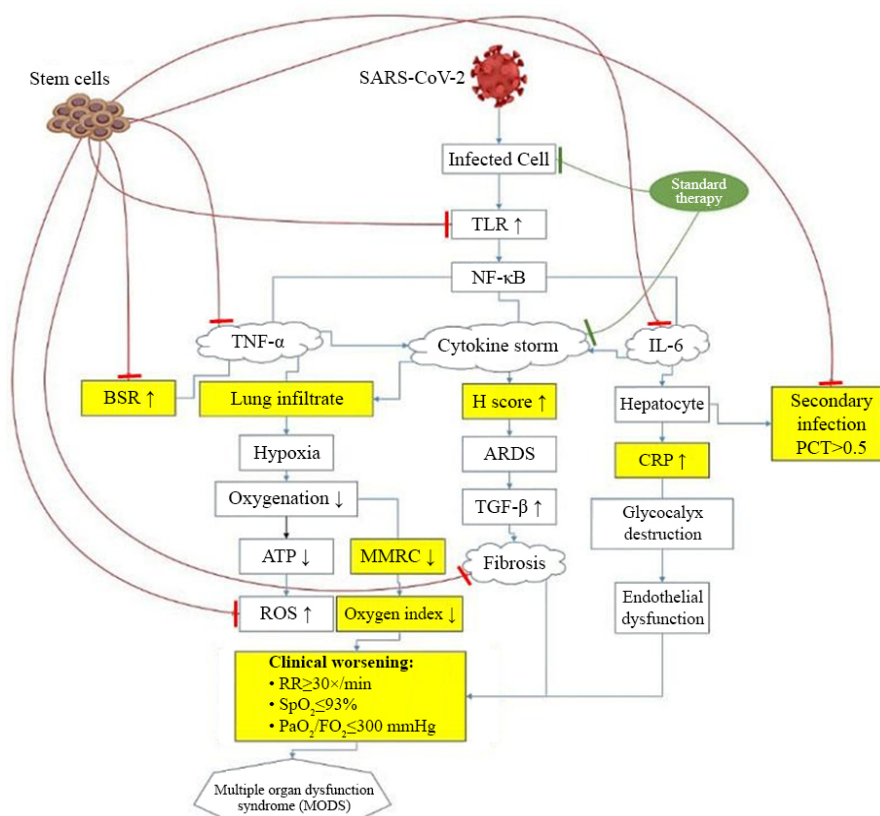 SARS-CoV-2
Stem cells
Infected Cell
Standard
therapy
TLR ↑
NF-κB
TNF-α
Cytokine storm
IL-6
BSR ↑
Lung infiltrate
H score ↑
Hepatocyte
Secondary
infection
PCT>0.5
Hypoxia
ARDS
CRP ↑
Oxygenation ↓
TGF-β ↑
Glycocalyx
destruction
ATP ↓
MMRC ↓
Fibrosis
ROS ↑
Oxygen index ↓
Endothelial
dysfunction
Clinical worsening:
• RR≥30×/min
• SpO₂≤93%
• PaO₂/FO₂≤300 mmHg
Multiple organ dysfunction
syndrome (MODS)